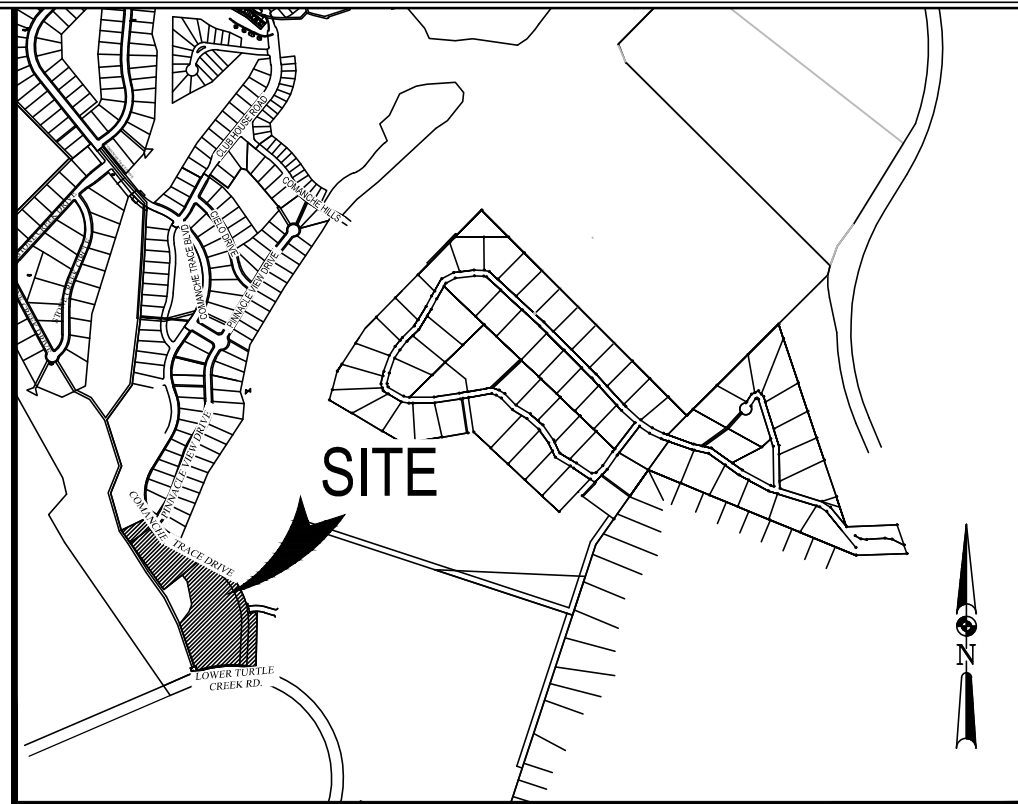 CLUB HOUSE ROAD
COMANCHE HILLS
CIELO DRIVE
COMANCHE TRACE BLVD
PINNACLE VIEW DRIVE
PINNACLE VIEW DRIVE
SITE
COMANCHE TRACE DRIVE
LOWER TURTLE
CREEK RD.
N